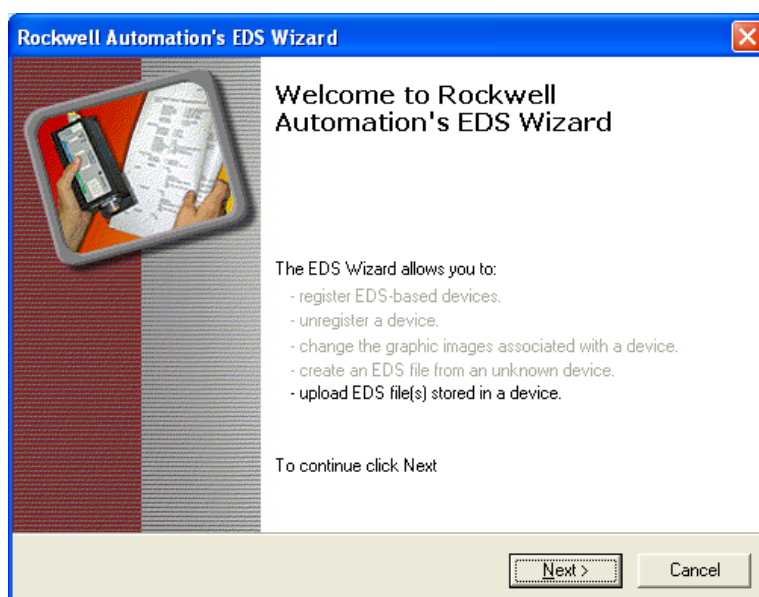 Rockwell Automation's EDS Wizard
Welcome to Rockwell
Automation's EDS Wizard
The EDS Wizard allows you to:
- register EDS-based devices.
- unregister a device.
- change the graphic images associated with a device.
- create an EDS file from an unknown device.
- upload EDS file(s) stored in a device.
To continue click Next
Next >
Cancel